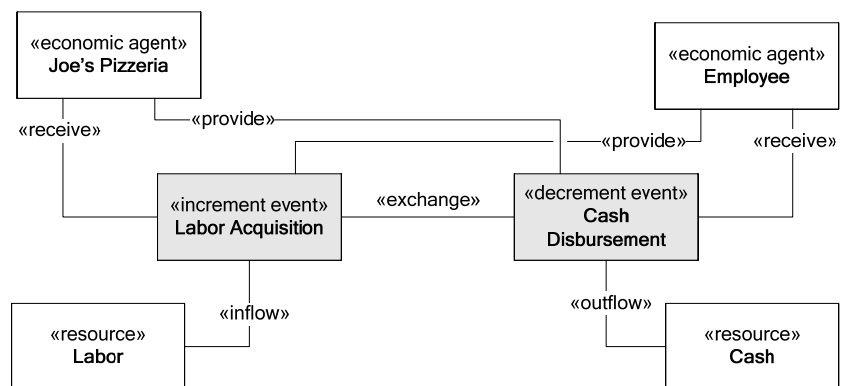 «economic agent»
Joe's Pizzeria
«economic agent»
Employee
«receive»
«provide»
«provide»
«receive»
«increment event»
Labor Acquisition
«exchange»
«decrement event»
Cash
Disbursement
«inflow»
«outflow»
«resource»
Labor
«resource»
Cash